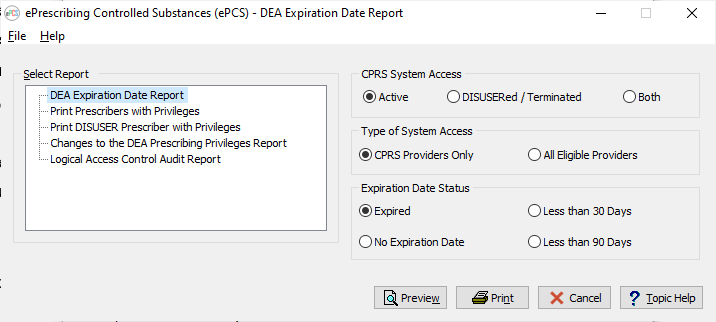 ePCS ePrescribing Controlled Substances (ePCS) - DEA Expiration Date Report
File Help
Select Report
DEA Expiration Date Report
Print Prescribers with Privileges
Print DISUSER Prescriber with Privileges
Changes to the DEA Prescribing Privileges Report
Logical Access Control Audit Report
CPRS System Access
Active DISUSERed / Terminated Both
Type of System Access
CPRS Providers Only All Eligible Providers
Expiration Date Status
Expired Less than 30 Days
No Expiration Date Less than 90 Days
Preview Print Cancel ? Topic Help